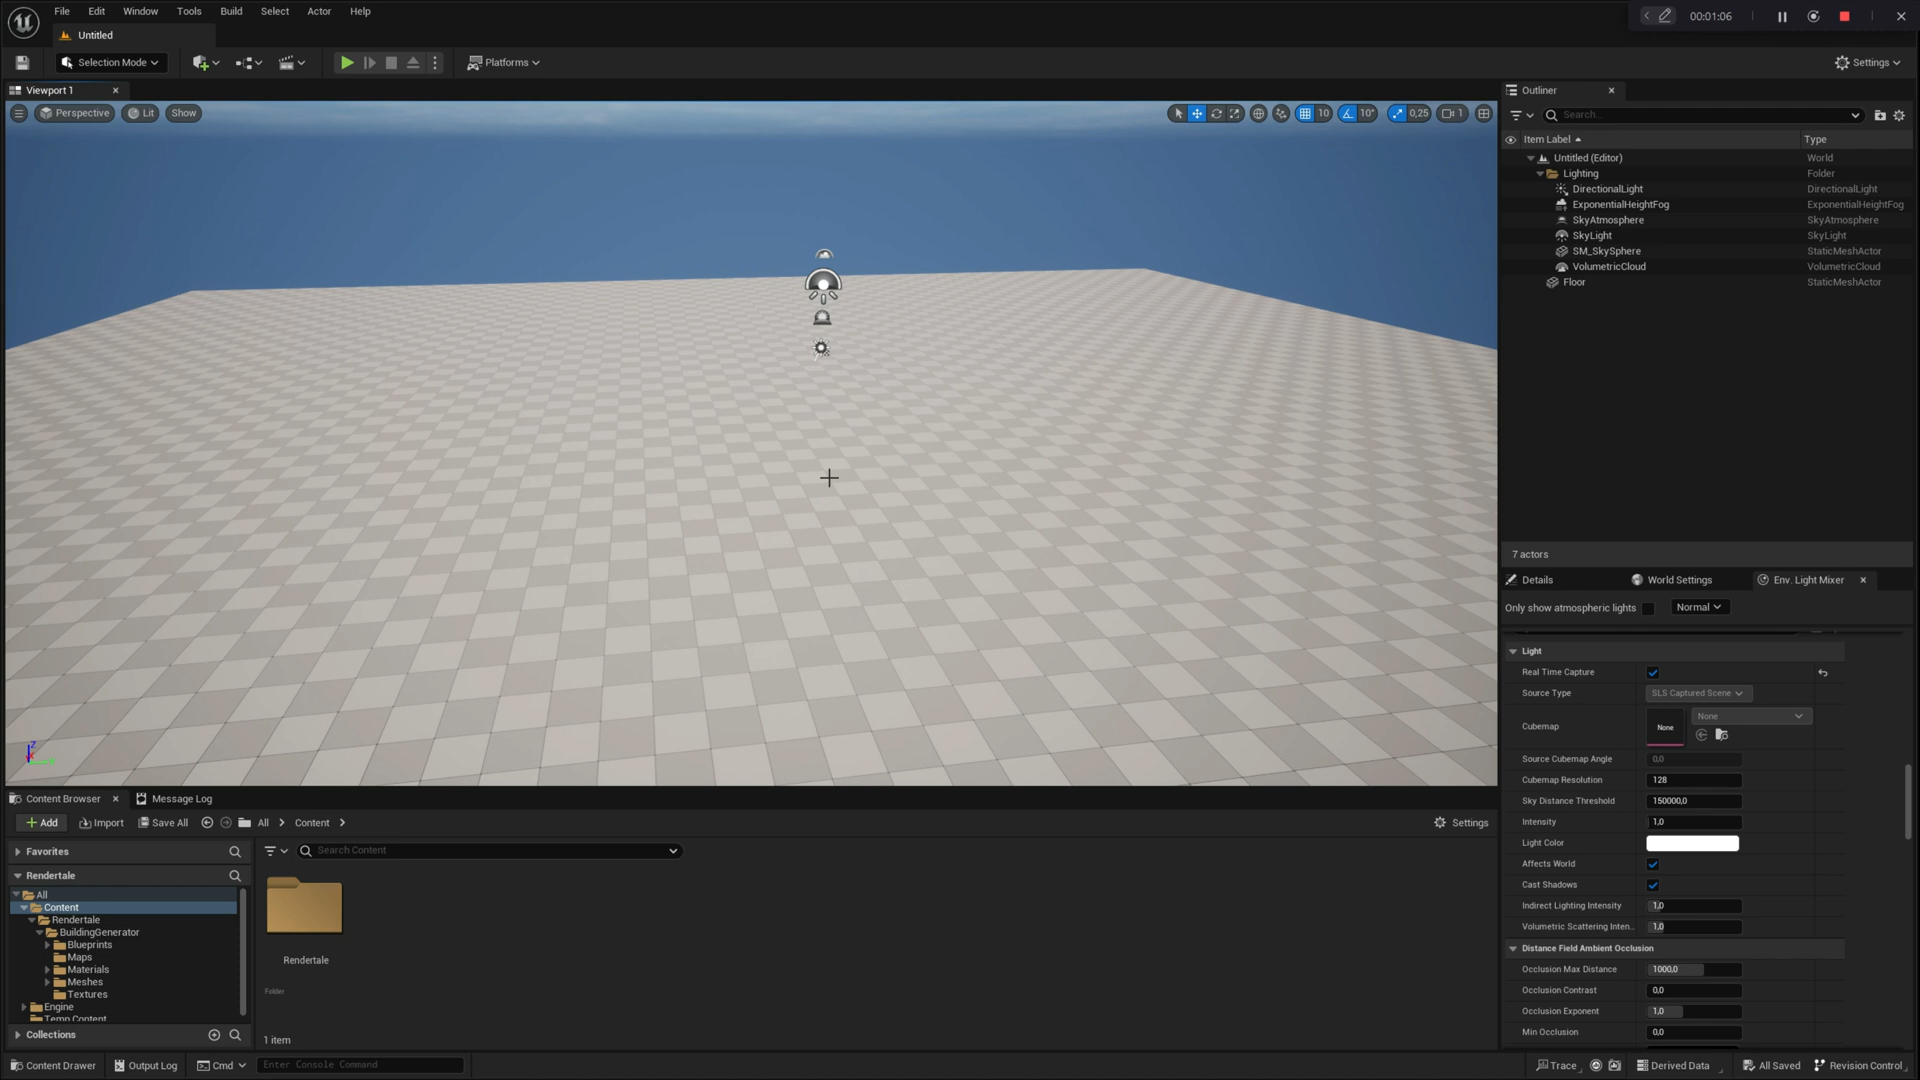 File Edit Window Tools Build Select Actor Help
00:01:06
Untitled
Selection Mode
Platforms
Settings
Viewport 1
Perspective Lit Show
10 10° 0,25 1
Outliner
Search...
Item Label Type
Untitled (Editor) World
Lighting Folder
DirectionalLight DirectionalLight
ExponentialHeightFog ExponentialHeightFog
SkyAtmosphere SkyAtmosphere
SkyLight SkyLight
SM_SkySphere StaticMeshActor
VolumetricCloud VolumetricCloud
Floor StaticMeshActor
7 actors
Details World Settings Env. Light Mixer
Only show atmospheric lights Normal
Light
Real Time Capture
Source Type SLS Captured Scene
Cubemap None None
Source Cubemap Angle 0,0
Cubemap Resolution 128
Sky Distance Threshold 150000,0
Intensity 1,0
Light Color
Affects World
Cast Shadows
Indirect Lighting Intensity 1,0
Volumetric Scattering Inten..  1,0
Distance Field Ambient Occlusion
Occlusion Max Distance 1000,0
Occlusion Contrast 0,0
Occlusion Exponent 1,0
Min Occlusion 0,0
Z
Content Browser Message Log
Add Import Save All All Content Settings
Favorites
Search Content
Rendertale
All
Content
Rendertale
BuildingGenerator
Blueprints
Maps
Materials
Meshes
Textures
Engine
Temp Content
Collections
Rendertale
Folder
1 item
Content Drawer Output Log Cmd Enter Console Command
Trace Derived Data All Saved Revision Control